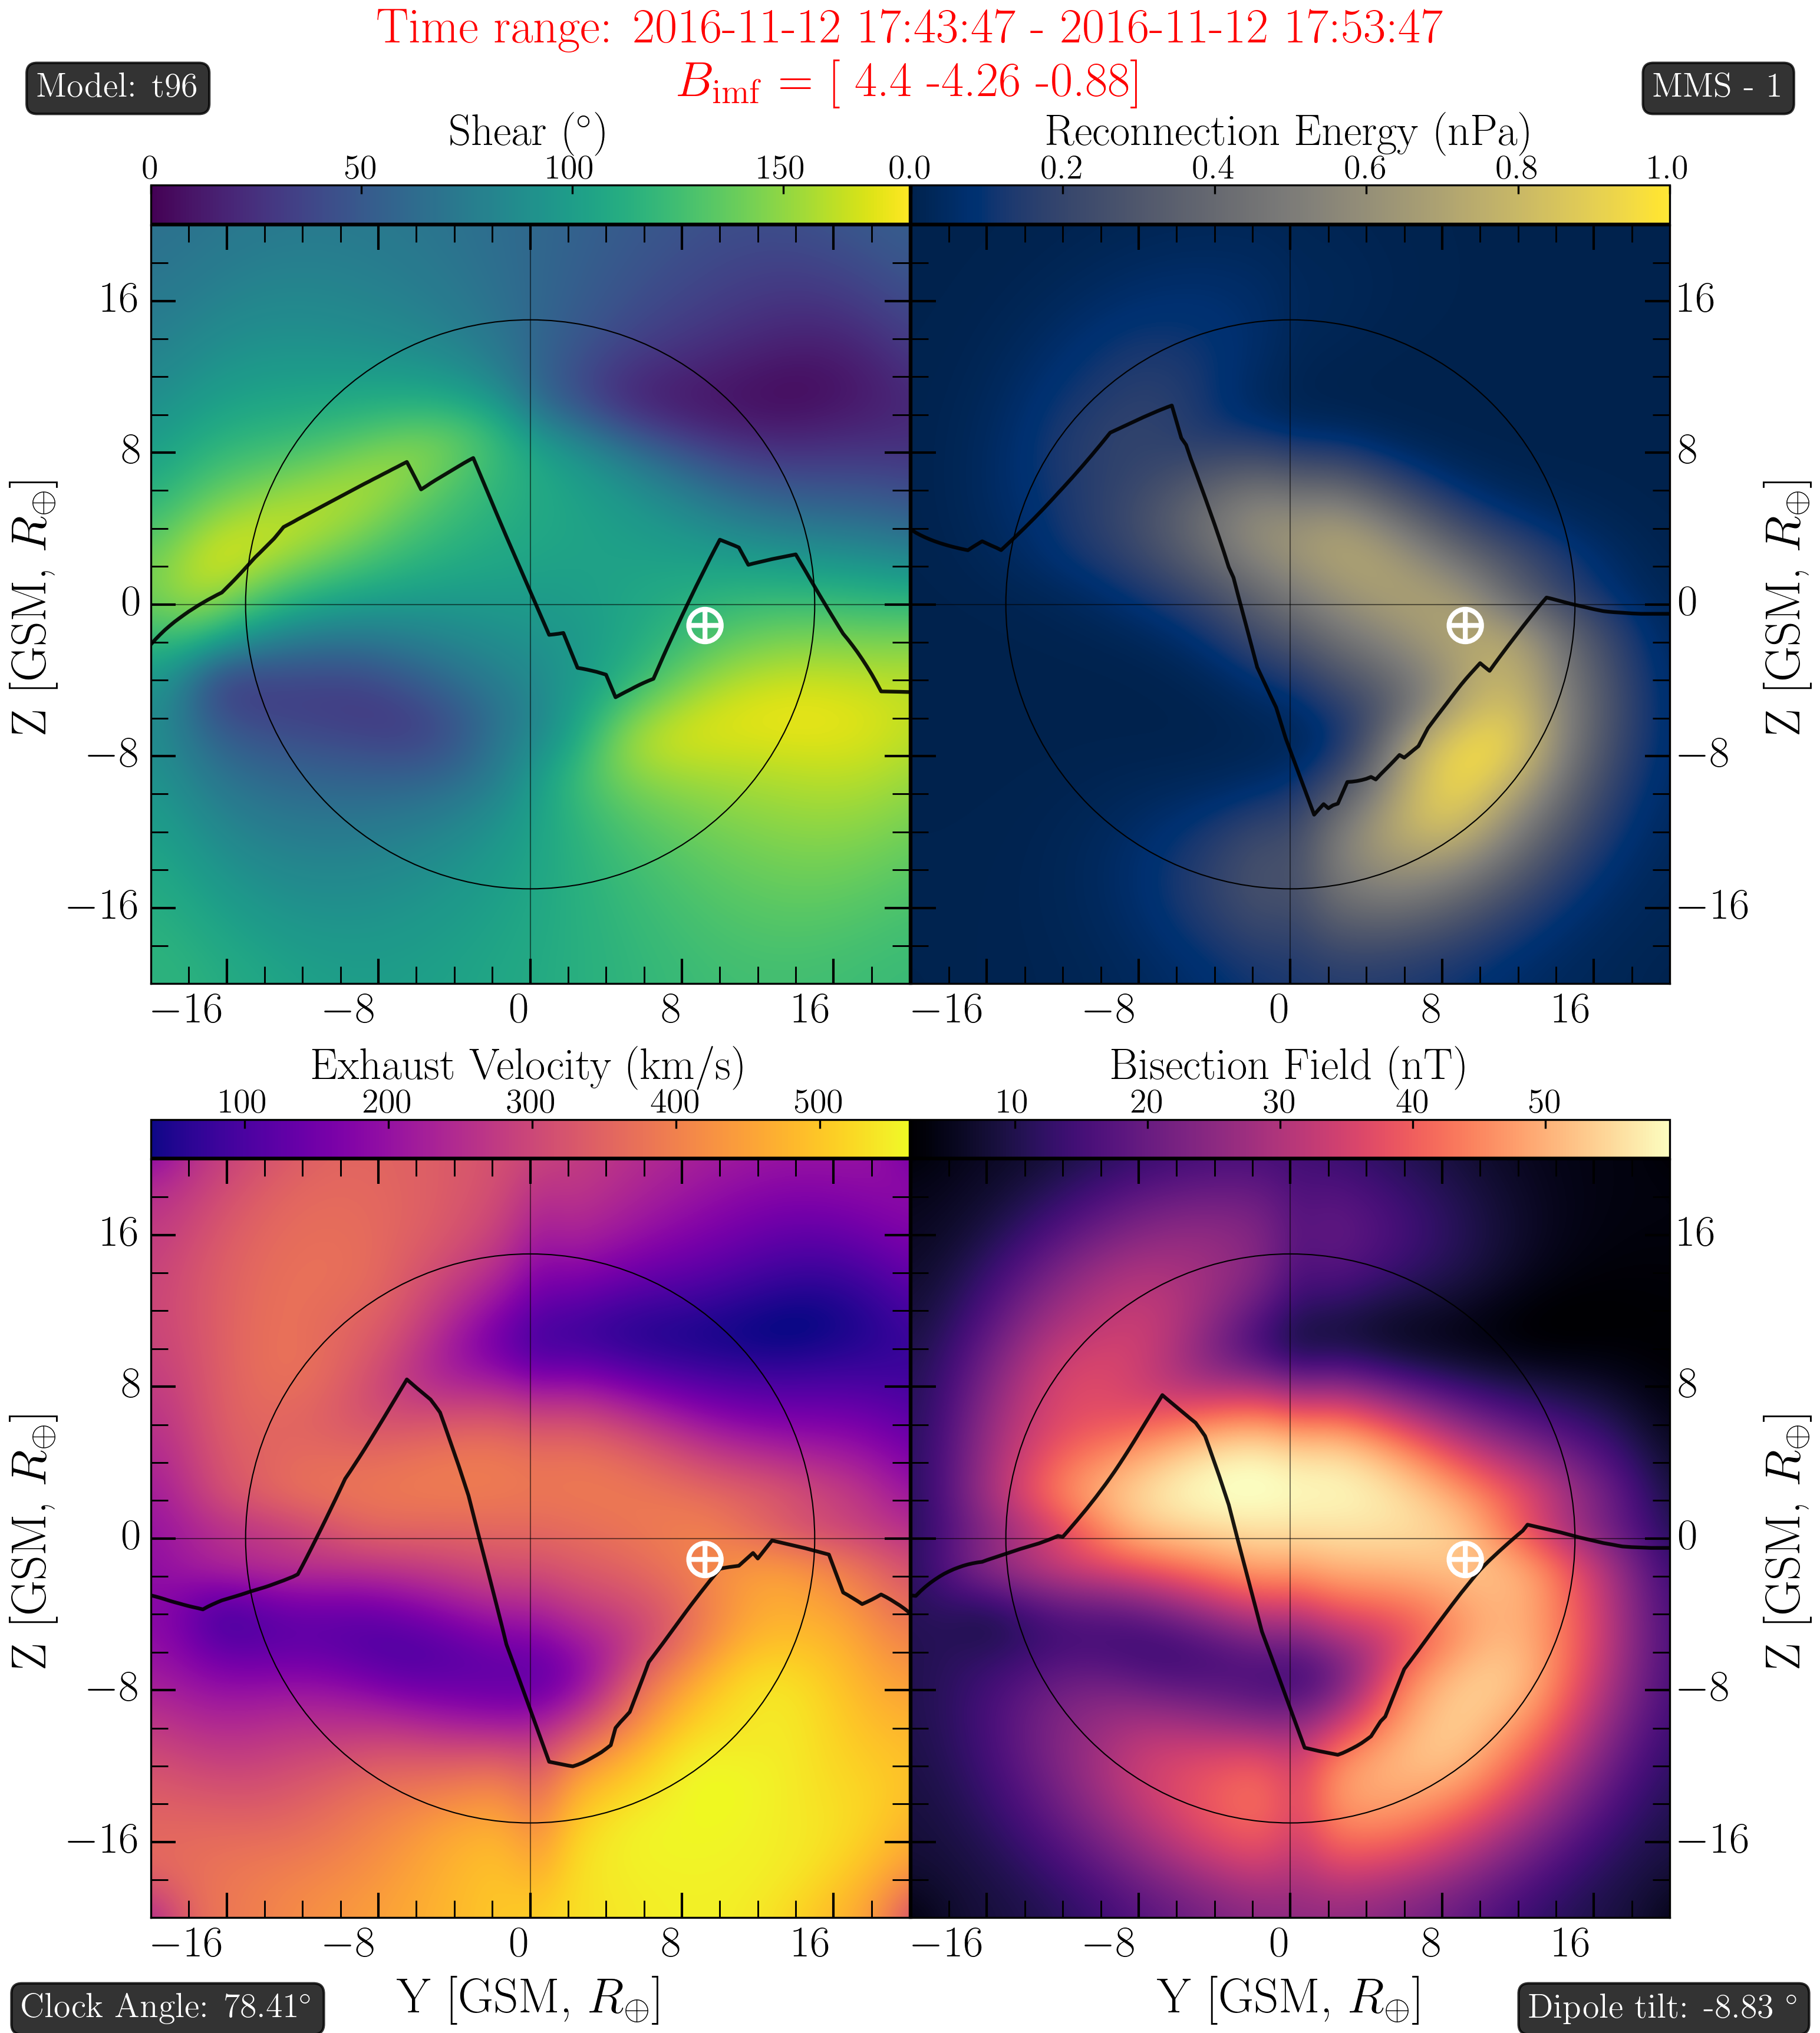 Time range: 2016-11-12 17:43:47 - 2016-11-12 17:53:47
Model: t96
B_imf = [ 4.4 -4.26 -0.88]
MMS - 1
Shear (°)
Reconnection Energy (nPa)
0 50 100 150 0.0 0.2 0.4 0.6 0.8 1.0
16 16
8 8
0 0
−8 −8
−16 −16
Z [GSM, R⊕]
Z [GSM, R⊕]
−16 −8 0 8 16 −16 −8 0 8 16
Exhaust Velocity (km/s)
Bisection Field (nT)
100 200 300 400 500 10 20 30 40 50
16 16
8 8
0 0
−8 −8
−16 −16
Z [GSM, R⊕]
Z [GSM, R⊕]
−16 −8 0 8 16 −16 −8 0 8 16
Y [GSM, R⊕]
Y [GSM, R⊕]
Clock Angle: 78.41°
Dipole tilt: -8.83 °